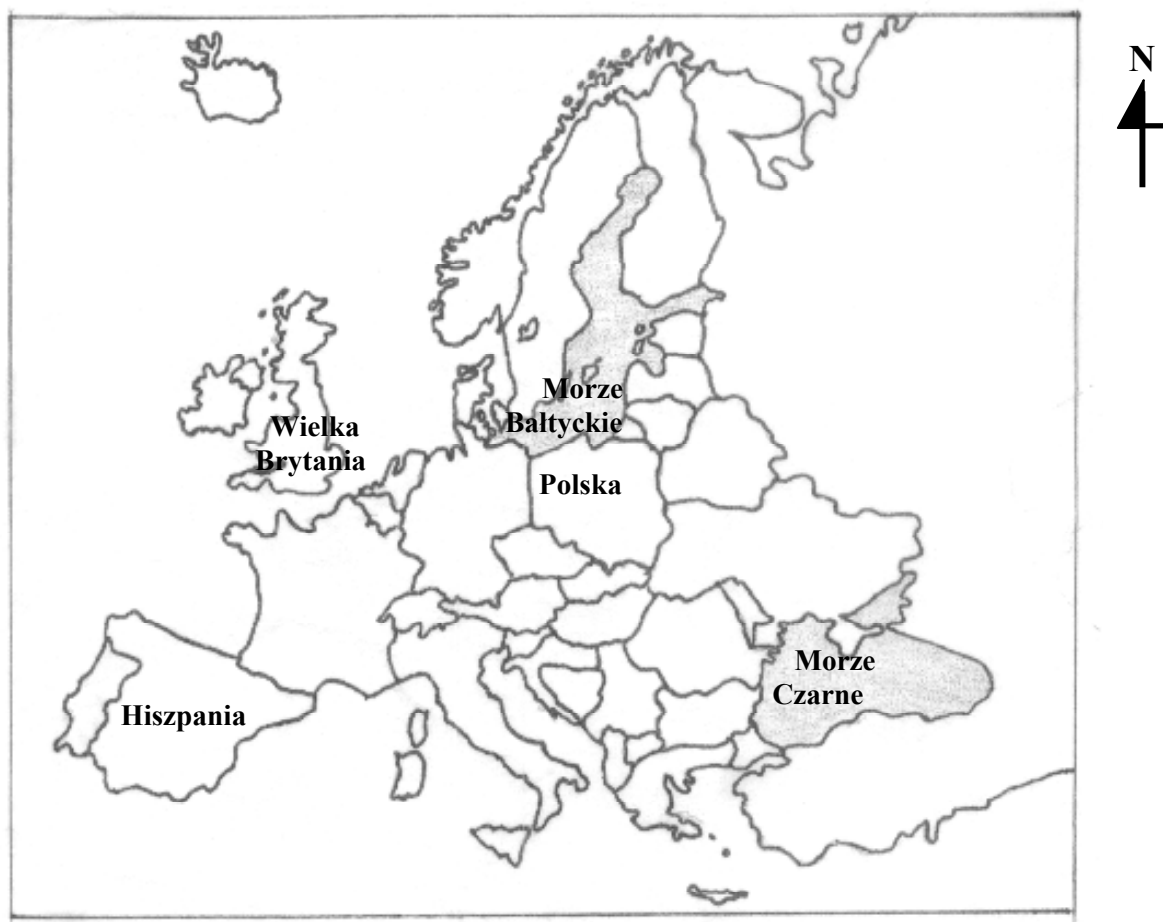 N
Morze
Bałtyckie
Wielka
Brytania
Polska
Morze
Czarne
Hiszpania